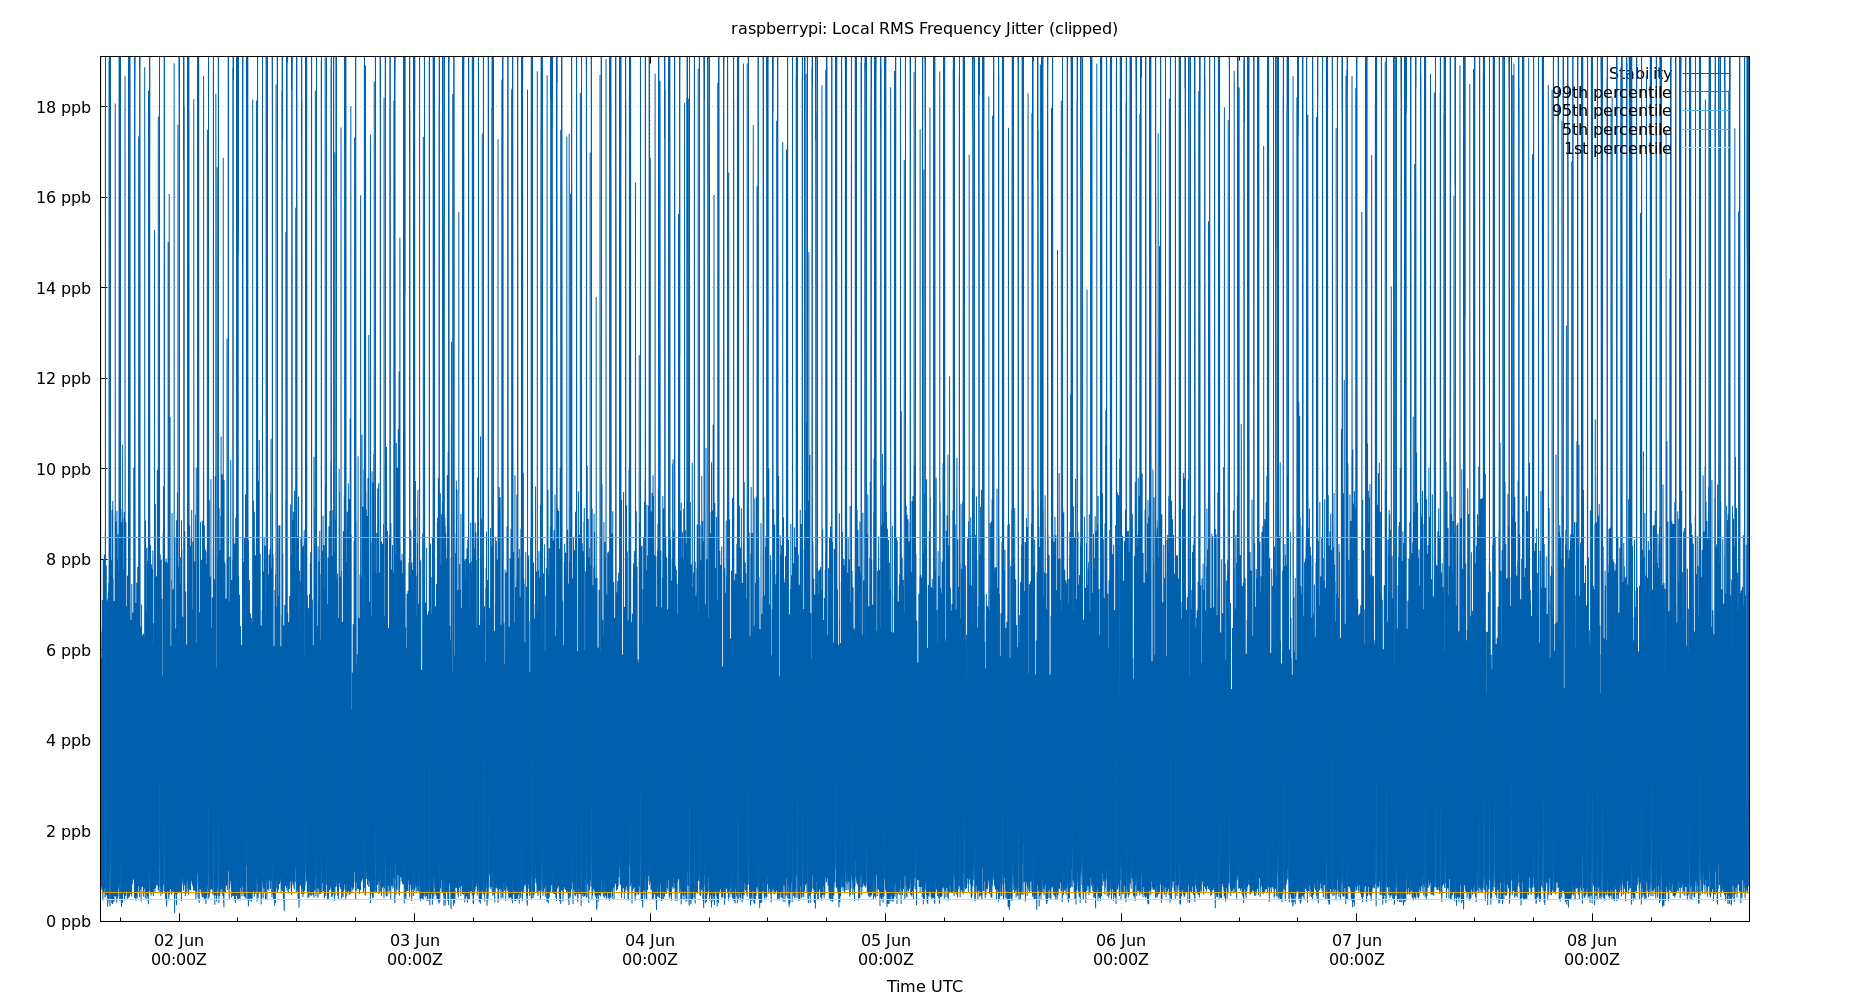 raspberrypi: Local RMS Frequency Jitter (clipped)
Stability
99th percentile
95th percentile
5th percentile
1st percentile
18 ppb
16 ppb
14 ppb
12 ppb
10 ppb
8 ppb
6 ppb
4 ppb
2 ppb
0 ppb
02 Jun 03 Jun 04 Jun 05 Jun 06 Jun 07 Jun 08 Jun
00:00Z 00:00Z 00:00Z 00:00Z 00:00Z 00:00Z 00:00Z
Time UTC